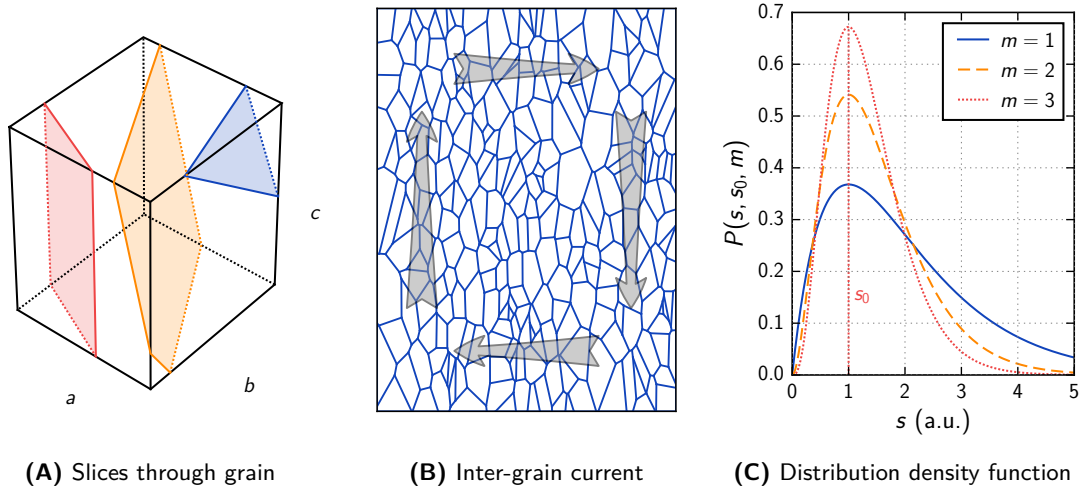 a
b
c
0.7
0.6
0.5
0.4
0.3
0.2
0.1
0.0
P(s, s₀, m)
m = 1
m = 2
m = 3
s₀
0 1 2 3 4 5
s (a.u.)
(A) Slices through grain
(B) Inter-grain current
(C) Distribution density function